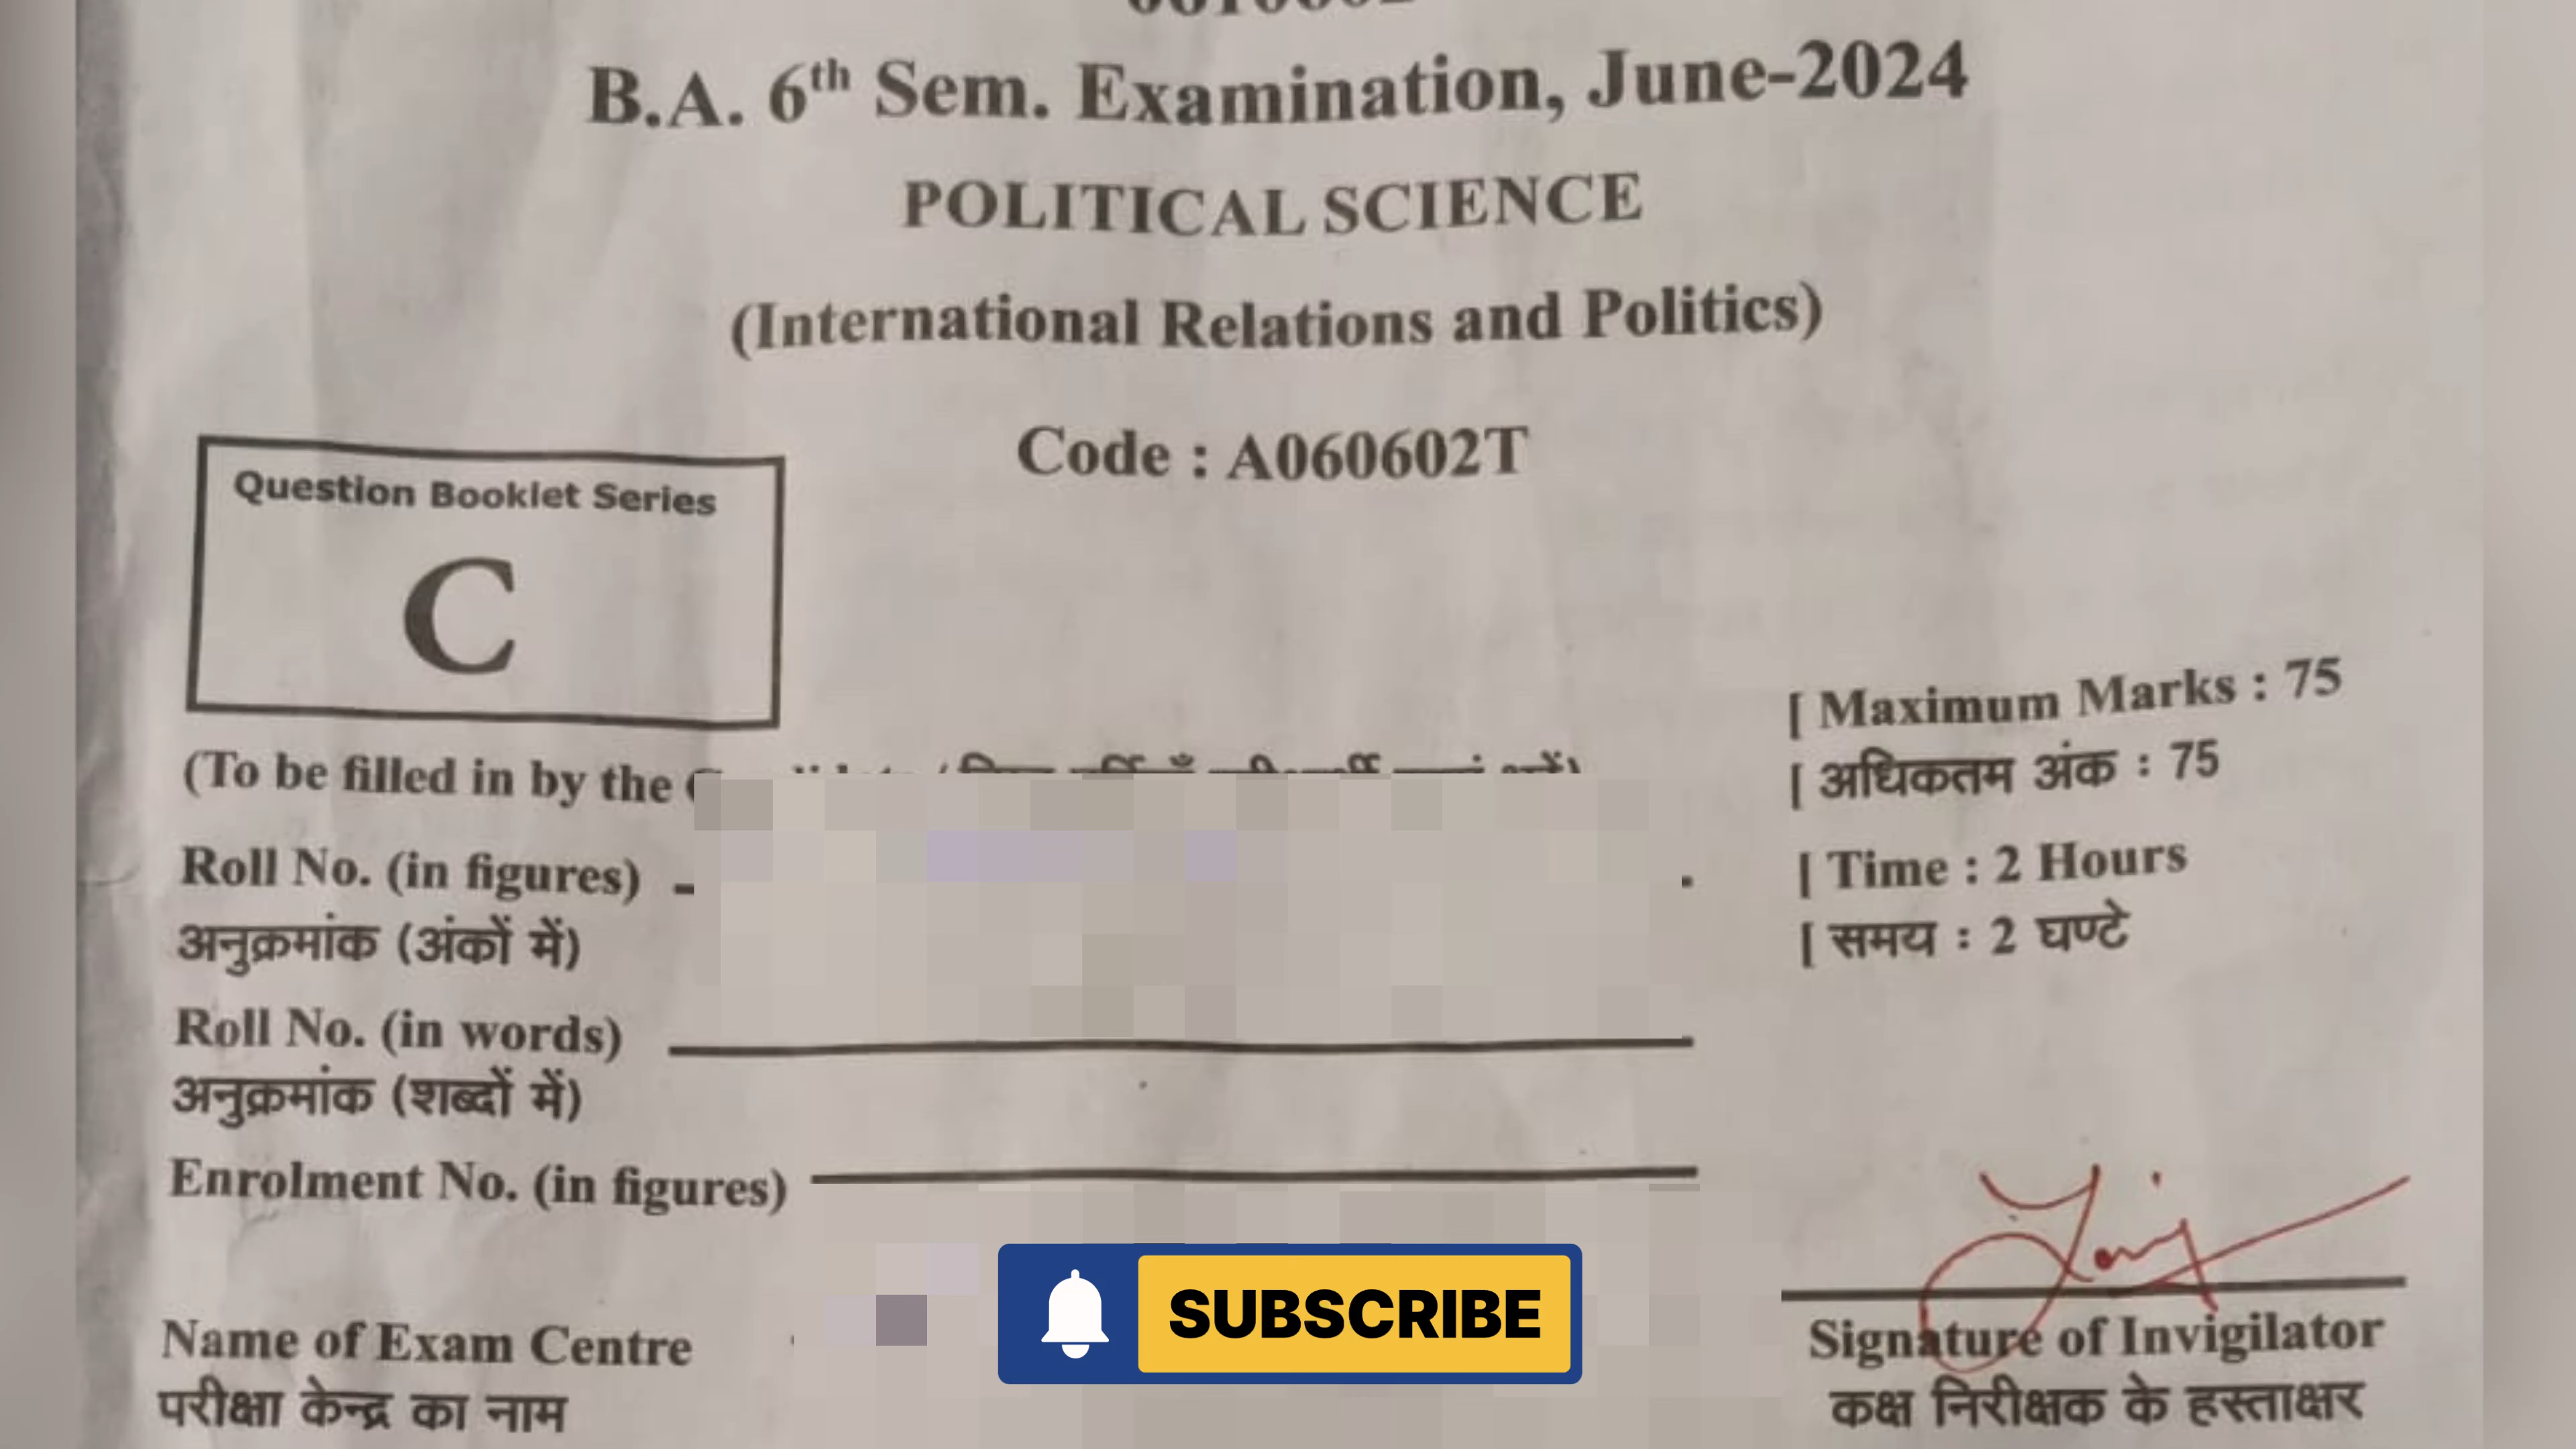 B.A. 6th Sem. Examination, June-2024
POLITICAL SCIENCE
(International Relations and Politics)
Code : A060602T
Question Booklet Series
C
[ Maximum Marks : 75
[ अधिकतम अंक : 75
(To be filled in by the
Roll No. (in figures)
[ Time : 2 Hours
अनुक्रमांक (अंकों में)
[ समय : 2 घण्टे
Roll No. (in words)
अनुक्रमांक (शब्दों में)
Enrolment No. (in figures)
SUBSCRIBE
Name of Exam Centre
परीक्षा केन्द्र का नाम
Signature of Invigilator
कक्ष निरीक्षक के हस्ताक्षर